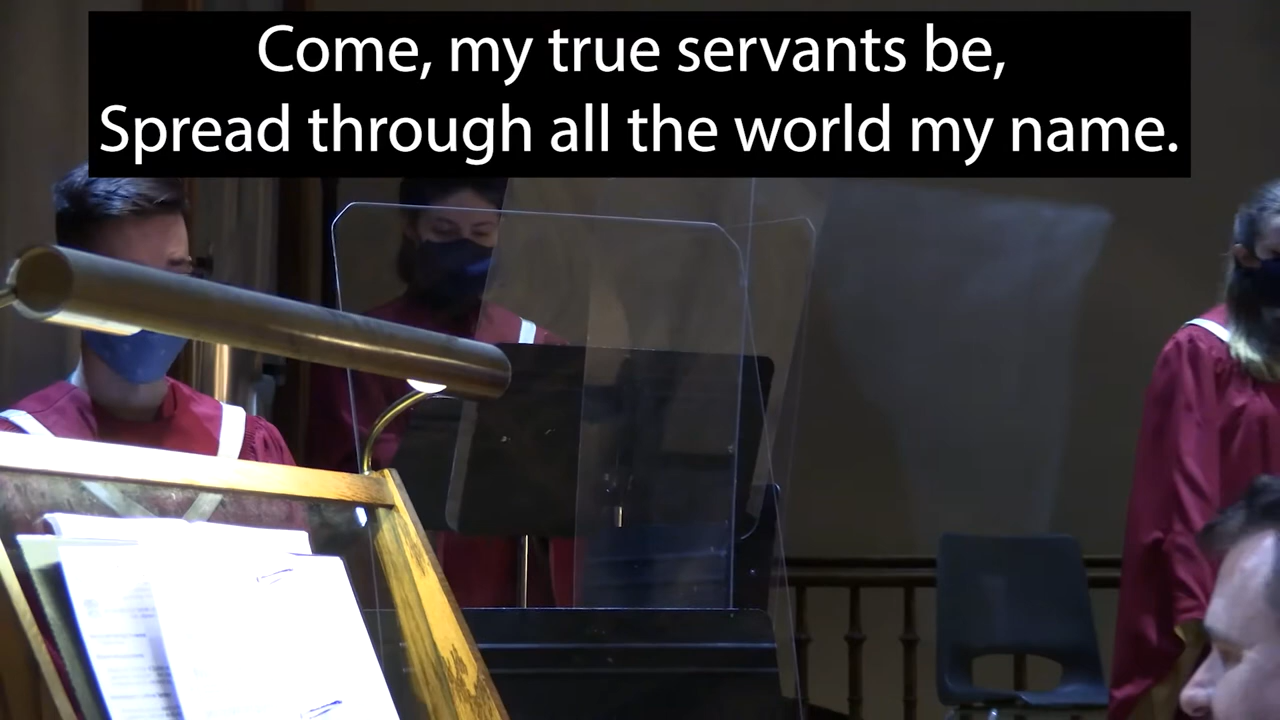 Come, my true servants be,
Spread through all the world my name.